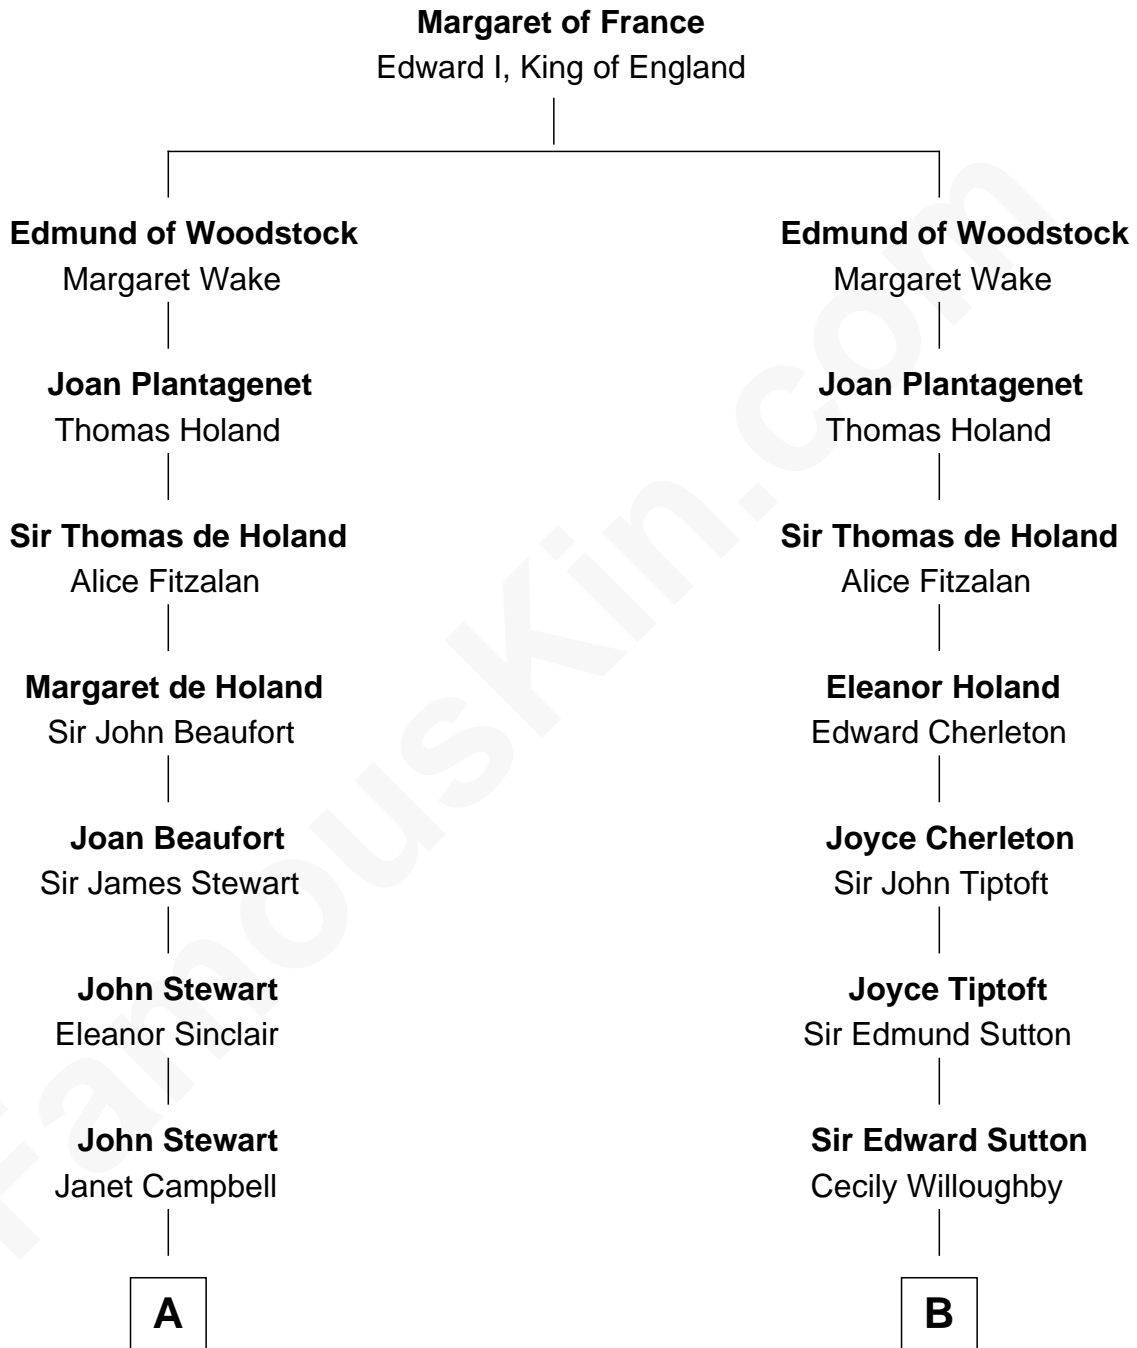 Margaret of France
Edward I, King of England
Edmund of Woodstock
Margaret Wake
Edmund of Woodstock
Margaret Wake
Joan Plantagenet
Thomas Holand
Joan Plantagenet
Thomas Holand
Sir Thomas de Holand
Alice Fitzalan
Sir Thomas de Holand
Alice Fitzalan
Margaret de Holand
Sir John Beaufort
Eleanor Holand
Edward Cherleton
Joan Beaufort
Sir James Stewart
Joyce Cherleton
Sir John Tiptoft
John Stewart
Eleanor Sinclair
Joyce Tiptoft
Sir Edmund Sutton
John Stewart
Janet Campbell
Sir Edward Sutton
Cecily Willoughby
A
B
FamousKin.com